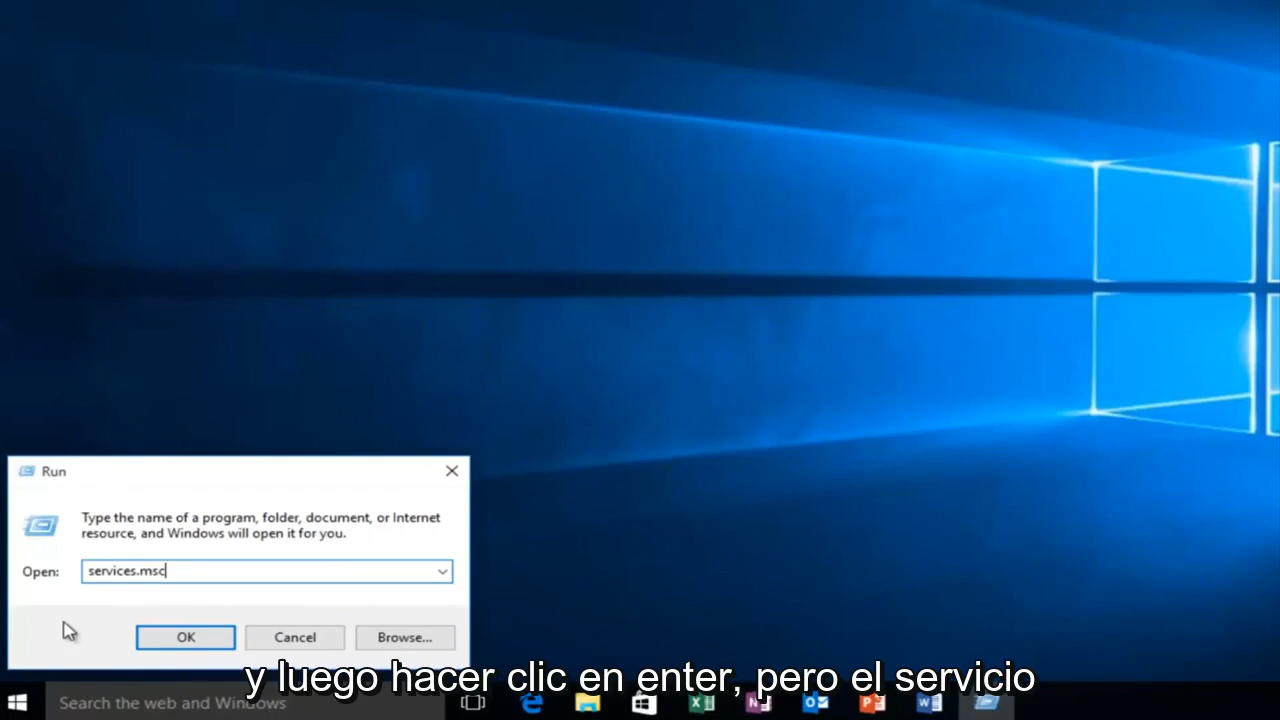 Run
Type the name of a program, folder, document, or Internet
resource, and Windows will open it for you.
Open:
services.msc
OK
Cancel
Browse...
y luego hacer clic en enter, pero el servicio
Search the web and Windows